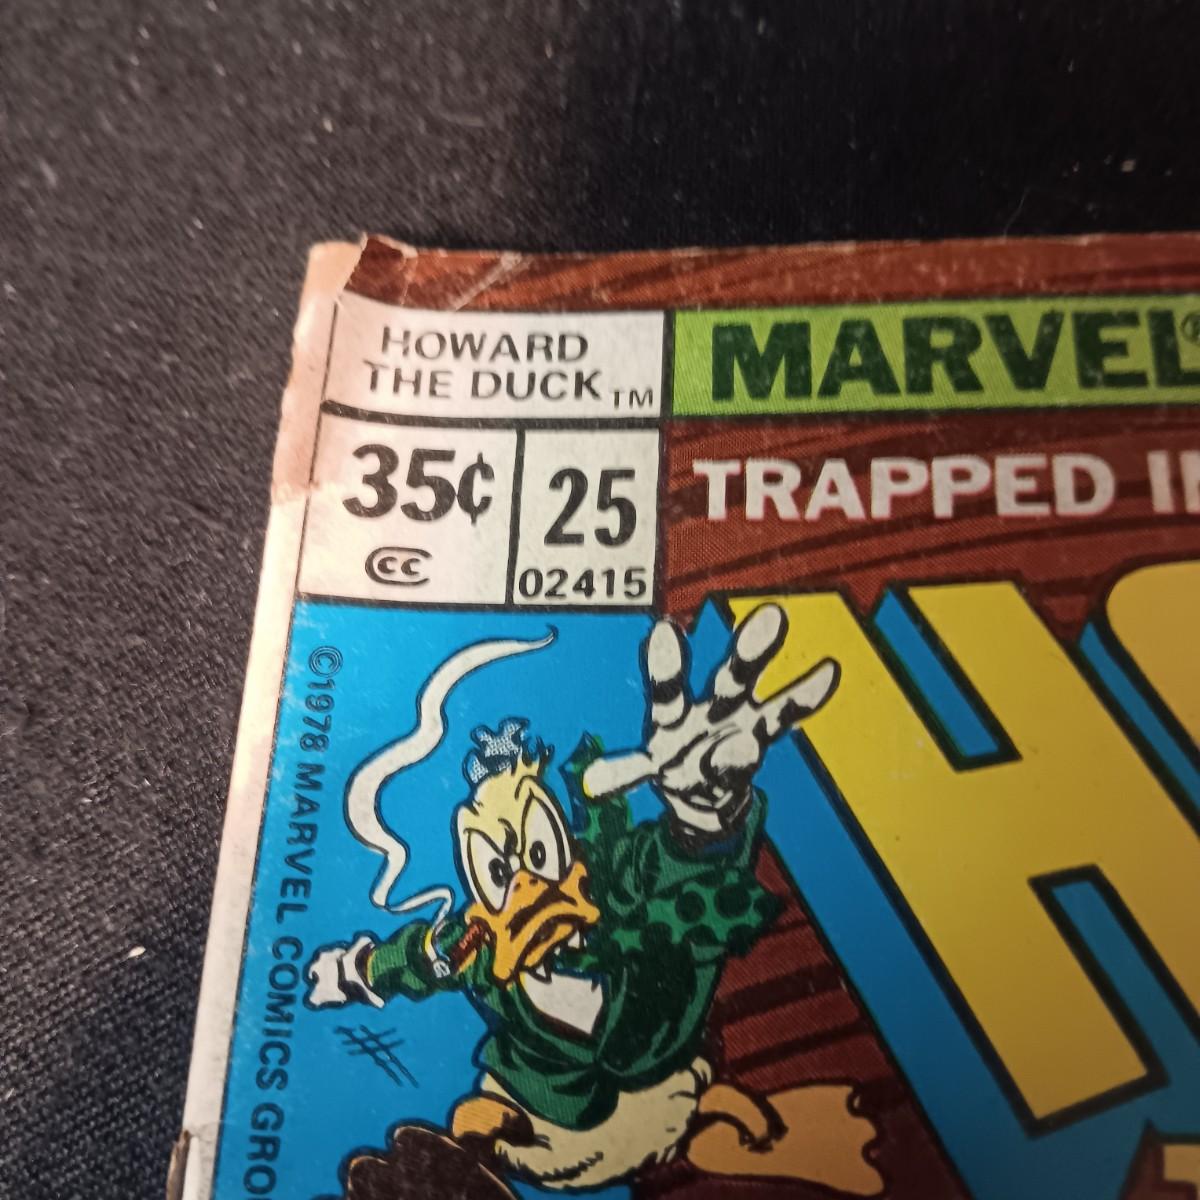 HOWARD
THE DUCK TM
MARVEL®
35¢
25
CC
02415
TRAPPED
H
©1978 MARVEL COMICS GRO